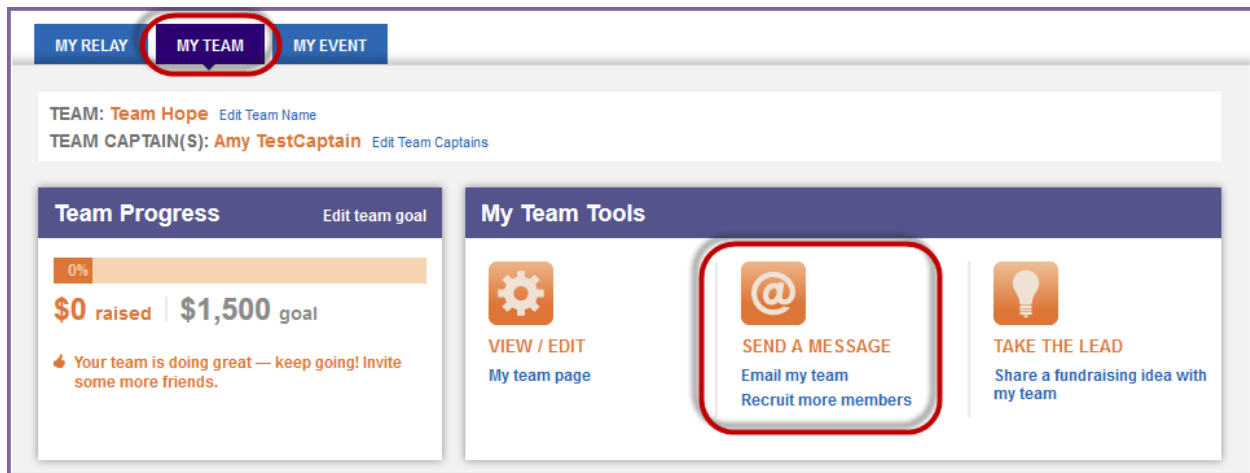 MY RELAY MY TEAM MY EVENT
TEAM: Team Hope Edit Team Name
TEAM CAPTAIN(S): Amy TestCaptain Edit Team Captains
Team Progress Edit team goal
0%
$0 raised $1,500 goal
Your team is doing great — keep going! Invite
some more friends.
My Team Tools
VIEW / EDIT
My team page
@
SEND A MESSAGE
Email my team
Recruit more members
TAKE THE LEAD
Share a fundraising idea with
my team